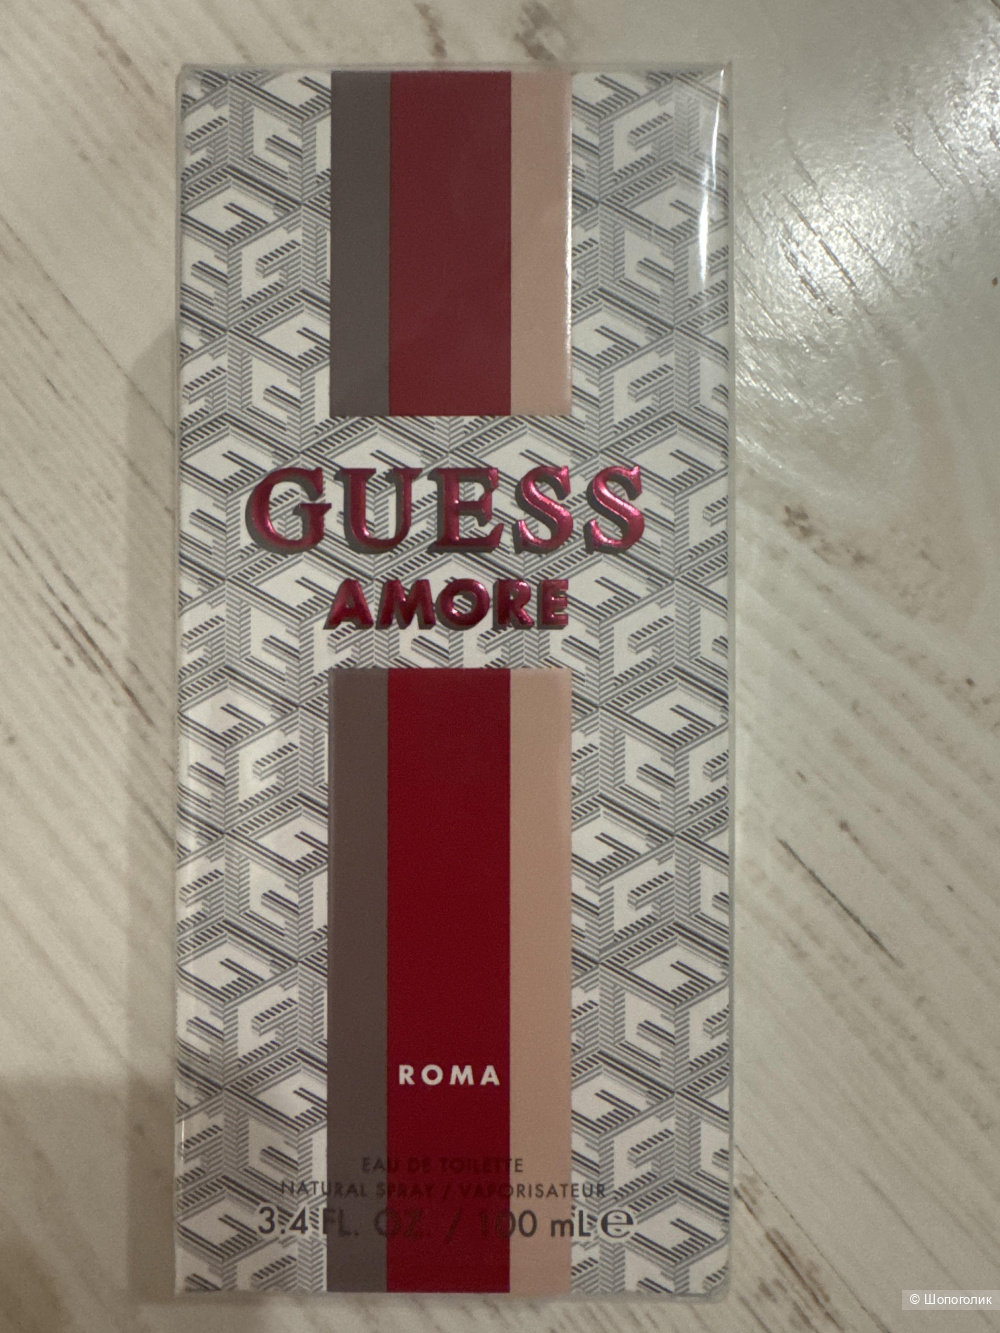 GUESS
AMORE
ROMA
EAU DE TOILETTE
NATURAL SPRAY / VAPORISATEUR
3.4 FL. OZ. / 100 mL ℮
© Шопоголик